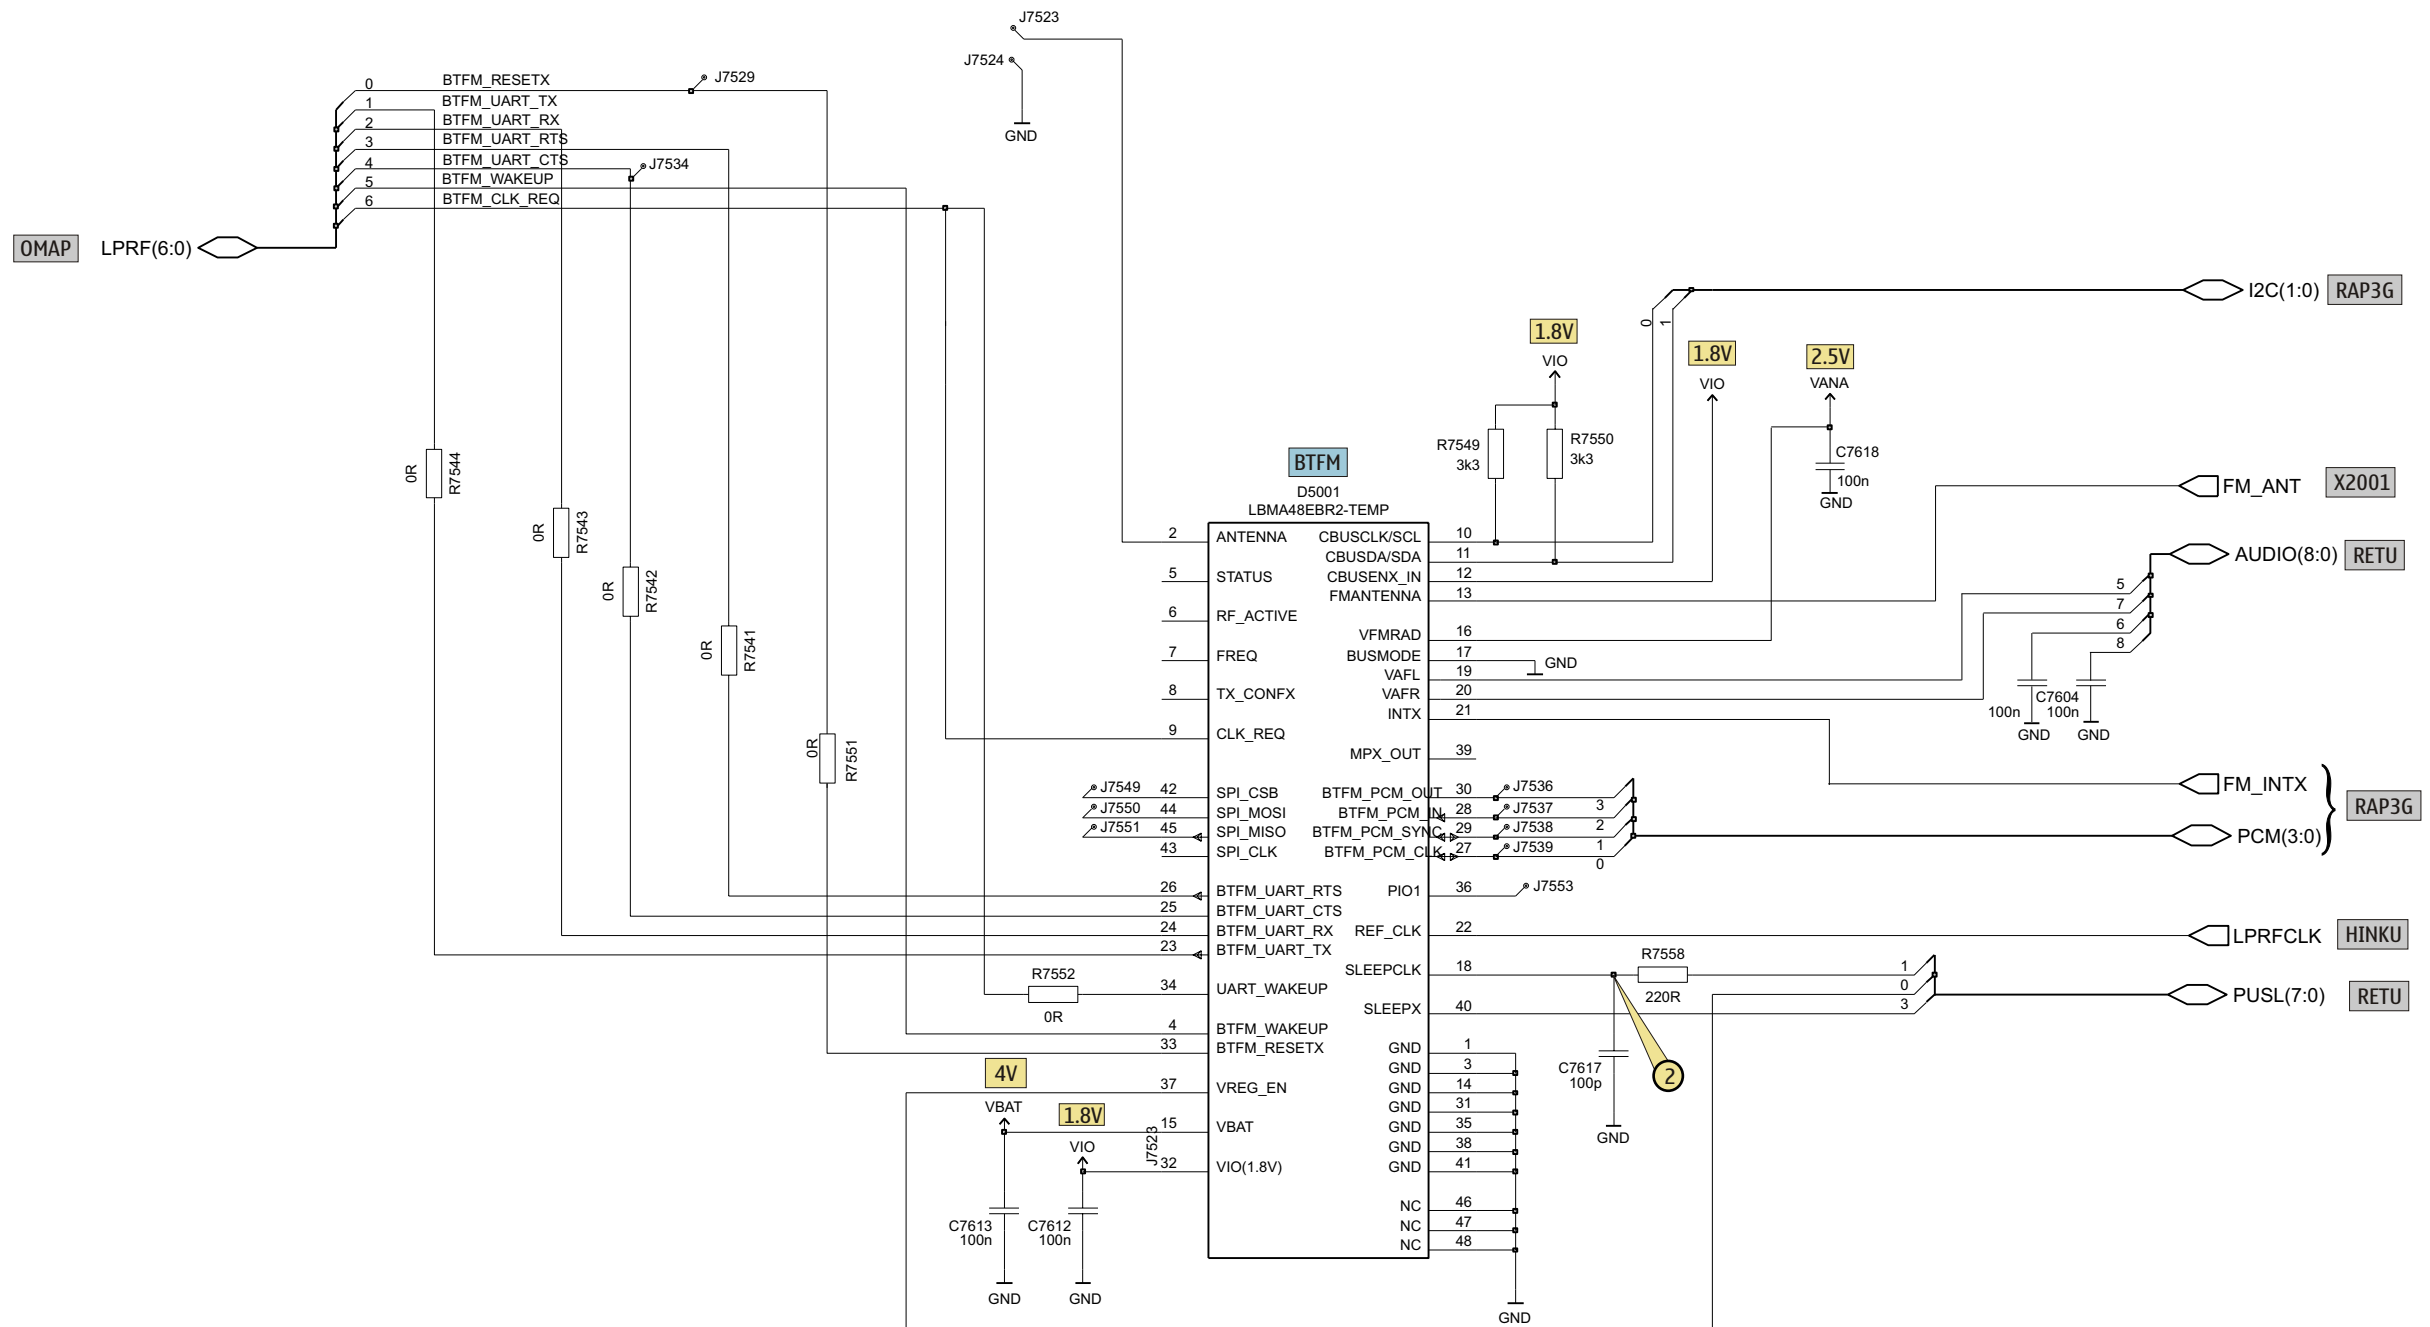 J7523
J7524
GND
0 BTFM_RESETX
J7529
1 BTFM_UART_TX
2 BTFM_UART_RX
3 BTFM_UART_RTS
4 BTFM_UART_CTS
J7534
5 BTFM_WAKEUP
6 BTFM_CLK_REQ
OMAP LPRF(6:0)
0R R7544
0R R7543
0R R7542
0R R7541
0R R7551
I2C(1:0) RAP3G
0 1
1.8V
VIO
1.8V
VIO
2.5V
VANA
R7549
3k3
R7550
3k3
C7618
100n
GND
FM_ANT X2001
AUDIO(8:0) RETU
5
7
6
8
C7604
100n 100n
GND GND
BTFM
D5001
LBMA48EBR2-TEMP
2 ANTENNA
5 STATUS
6 RF_ACTIVE
7 FREQ
8 TX_CONFX
9 CLK_REQ
J7549 42 SPI_CSB
J7550 44 SPI_MOSI
J7551 45 SPI_MISO
43 SPI_CLK
26 BTFM_UART_RTS
25 BTFM_UART_CTS
24 BTFM_UART_RX
23 BTFM_UART_TX
R7552
0R
34 UART_WAKEUP
4 BTFM_WAKEUP
33 BTFM_RESETX
37 VREG_EN
15 VBAT
32 VIO(1.8V)
J7523
4V
VBAT
1.8V
VIO
C7613
100n
C7612
100n
GND GND
CBUSCLK/SCL 10
CBUSDA/SDA 11
CBUSENX_IN 12
FMANTENNA 13
VFMRAD 16
BUSMODE 17 GND
VAFL 19
VAFR 20
INTX 21
MPX_OUT 39
BTFM_PCM_OUT 30 J7536
BTFM_PCM_IN 28 J7537 3
BTFM_PCM_SYNC 29 J7538 2
BTFM_PCM_CLK 27 J7539 1
0
PIO1 36 J7553
REF_CLK 22
SLEEPCLK 18
SLEEPX 40
GND 1
GND 3
GND 14
GND 31
GND 35
GND 38
GND 41
NC 46
NC 47
NC 48
GND
FM_INTX
RAP3G
PCM(3:0)
LPRFCLK HINKU
R7558
220R
1
0
3
PUSL(7:0) RETU
C7617
100p
GND
2